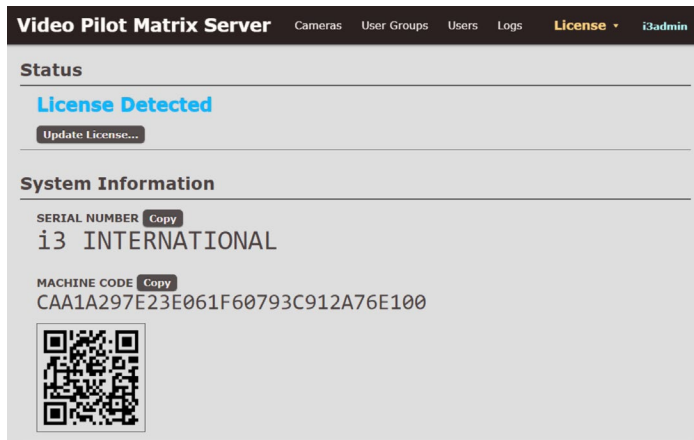 Video Pilot Matrix Server Cameras User Groups Users Logs License i3admin
Status
License Detected
Update License...
System Information
SERIAL NUMBER Copy
i3 INTERNATIONAL
MACHINE CODE Copy
CAA1A297E23E061F60793C912A76E100